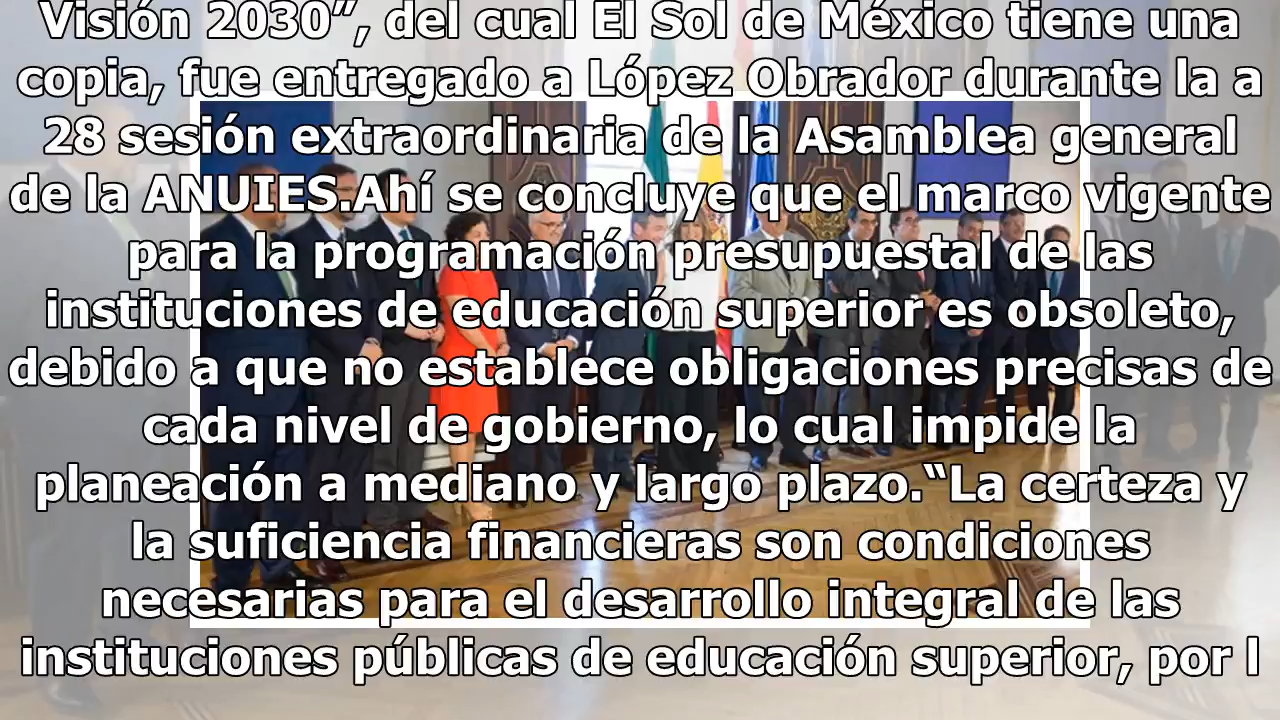 Visión 2030”, del cual El Sol de México tiene una
copia, fue entregado a López Obrador durante la a
28 sesión extraordinaria de la Asamblea general
de la ANUIES.Ahí se concluye que el marco vigente
para la programación presupuestal de las
instituciones de educación superior es obsoleto,
debido a que no establece obligaciones precisas de
cada nivel de gobierno, lo cual impide la
planeación a mediano y largo plazo.“La certeza y
la suficiencia financieras son condiciones
necesarias para el desarrollo integral de las
instituciones públicas de educación superior, por l